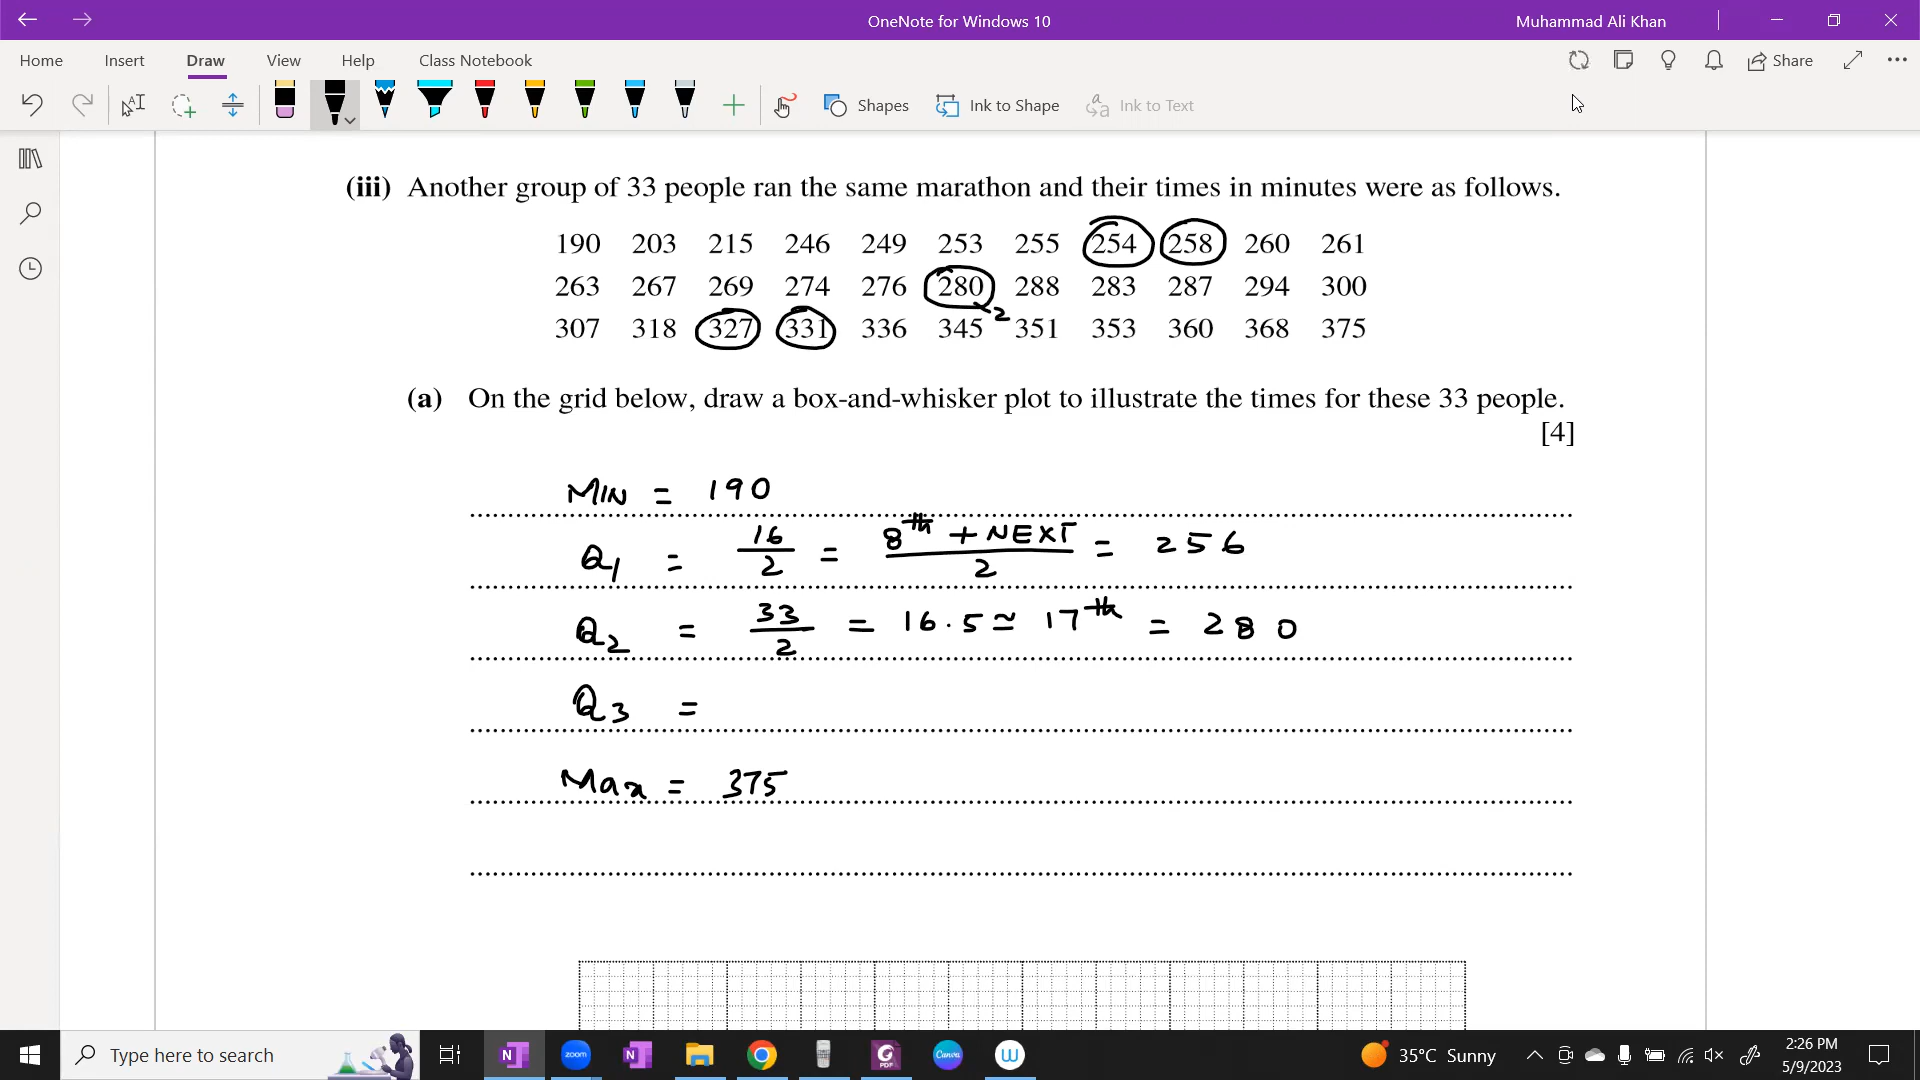 OneNote for Windows 10
Muhammad Ali Khan
Home Insert Draw View Help Class Notebook
Share
Shapes Ink to Shape Ink to Text
(iii) Another group of 33 people ran the same marathon and their times in minutes were as follows.
190 203 215 246 249 253 255 254 258 260 261
263 267 269 274 276 280 288 283 287 294 300
2
307 318 327 331 336 345 351 353 360 368 375
(a) On the grid below, draw a box-and-whisker plot to illustrate the times for these 33 people.
[4]
MIN = 190
Q1 = 16/2 = 8th + NEXT/2 = 256
Q2 = 33/2 = 16.5 ≃ 17th = 280
Q3 =
Max = 375
Type here to search
zoom
PDF
Canva
W
35°C Sunny
2:26 PM
5/9/2023